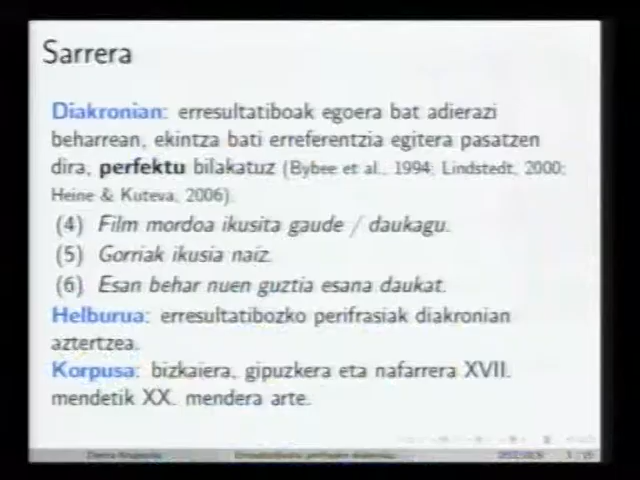 Sarrera
Diakronian: erresultatiboak egoera bat adierazi
beharrean, ekintza bati erreferentzia egitera pasatzen
dira, perfektu bilakatuz (Bybee et al., 1994; Lindstedt, 2000;
Heine & Kuteva, 2006).
(4) Film mordoa ikusita gaude / daukagu.
(5) Gorriak ikusia naiz.
(6) Esan behar nuen guztia esana daukat.
Helburua: erresultatibozko perifrasiak diakronian
aztertzea.
Korpusa: bizkaiera, gipuzkera eta nafarrera XVII.
mendetik XX. mendera arte.